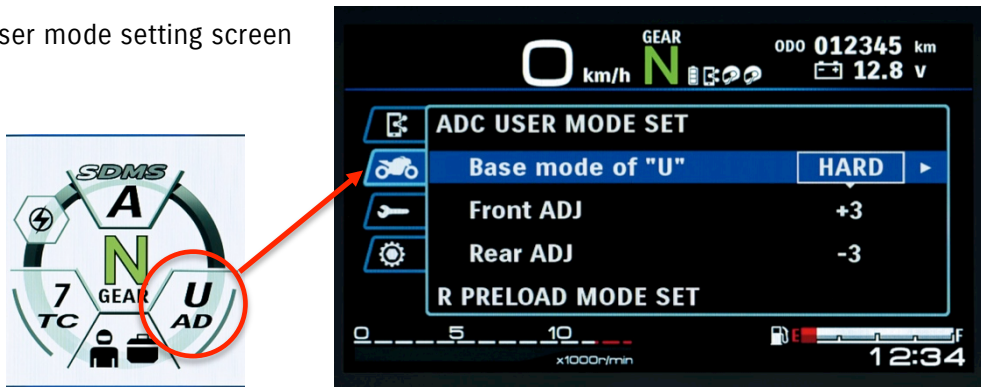 ser mode setting screen
SDMS
A
N
GEAR
7
TC
U
AD
0 km/h
GEAR
N
ODO 012345 km
12.8 V
ADC USER MODE SET
Base mode of "U" HARD
Front ADJ +3
Rear ADJ -3
R PRELOAD MODE SET
0 5 10
x1000r/min
E F
12:34